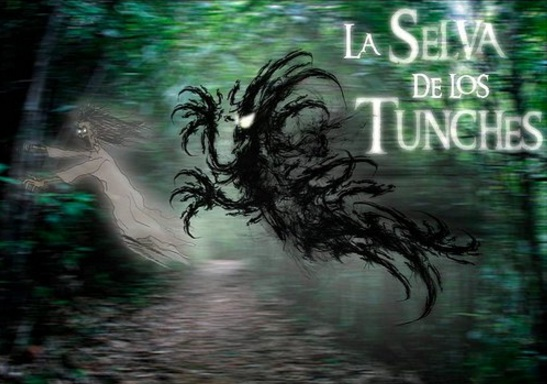 La Selva
de los
Tunches